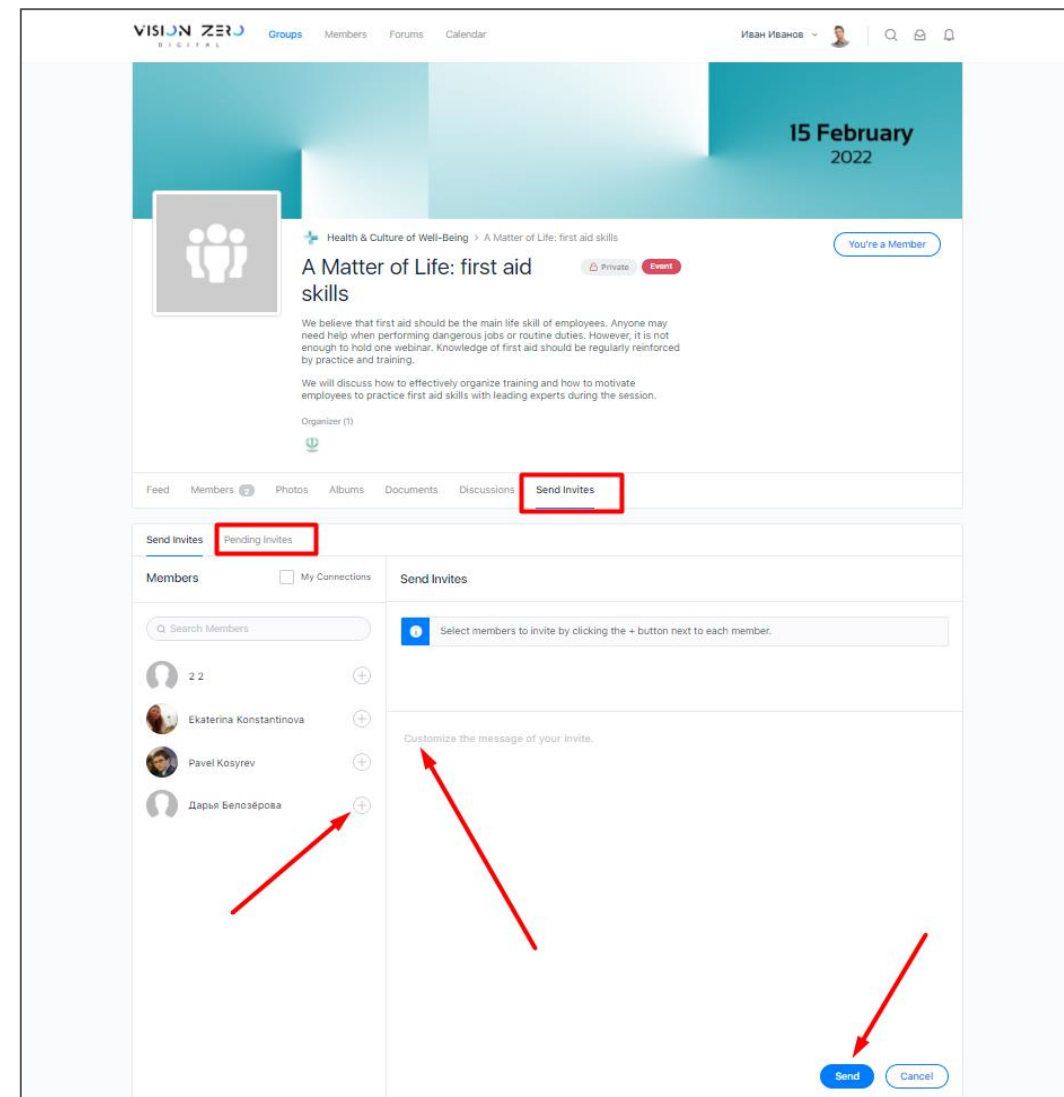 VISION ZERO
DIGITAL
Groups Members Forums Calendar
Иван Иванов
15 February
2022
Health & Culture of Well-Being > A Matter of Life: first aid skills
You're a Member
A Matter of Life: first aid
skills
Private Event
We believe that first aid should be the main life skill of employees. Anyone may
need help when performing dangerous jobs or routine duties. However, it is not
enough to hold one webinar. Knowledge of first aid should be regularly reinforced
by practice and training.
We will discuss how to effectively organize training and how to motivate
employees to practice first aid skills with leading experts during the session.
Organizer (1)
Feed Members 2 Photos Albums Documents Discussions Send Invites
Send Invites Pending Invites
Members My Connections
Search Members
2 2
Ekaterina Konstantinova
Pavel Kosyrev
Дарья Белозёрова
Send Invites
Select members to invite by clicking the + button next to each member.
Customize the message of your invite.
Send Cancel